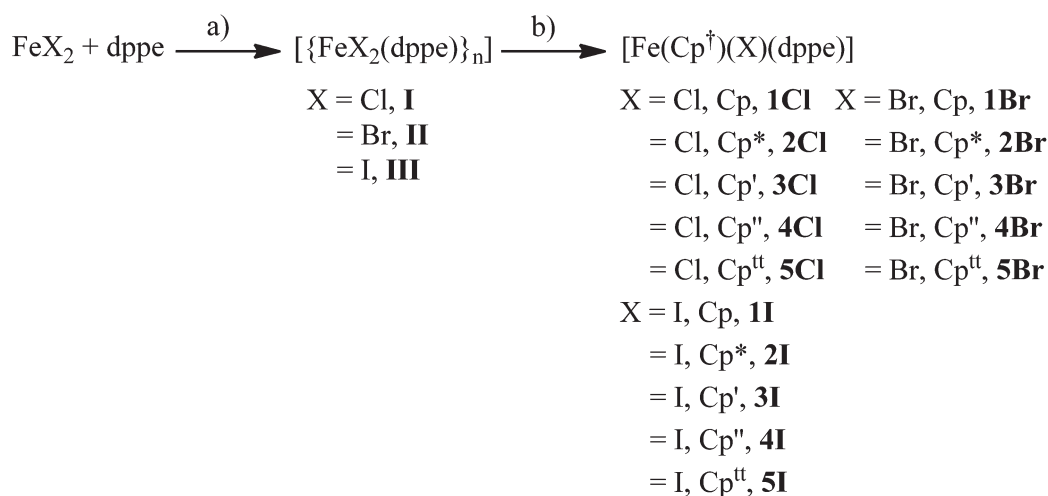 FeX₂ + dppe a) [{FeX₂(dppe)}ₙ] b) [Fe(Cp†)(X)(dppe)]
X = Cl, I X = Cl, Cp, 1Cl X = Br, Cp, 1Br
= Br, II = Cl, Cp*, 2Cl = Br, Cp*, 2Br
= I, III = Cl, Cp', 3Cl = Br, Cp', 3Br
= Cl, Cp", 4Cl = Br, Cp", 4Br
= Cl, Cpᵗᵗ, 5Cl = Br, Cpᵗᵗ, 5Br
X = I, Cp, 1I
= I, Cp*, 2I
= I, Cp', 3I
= I, Cp", 4I
= I, Cpᵗᵗ, 5I